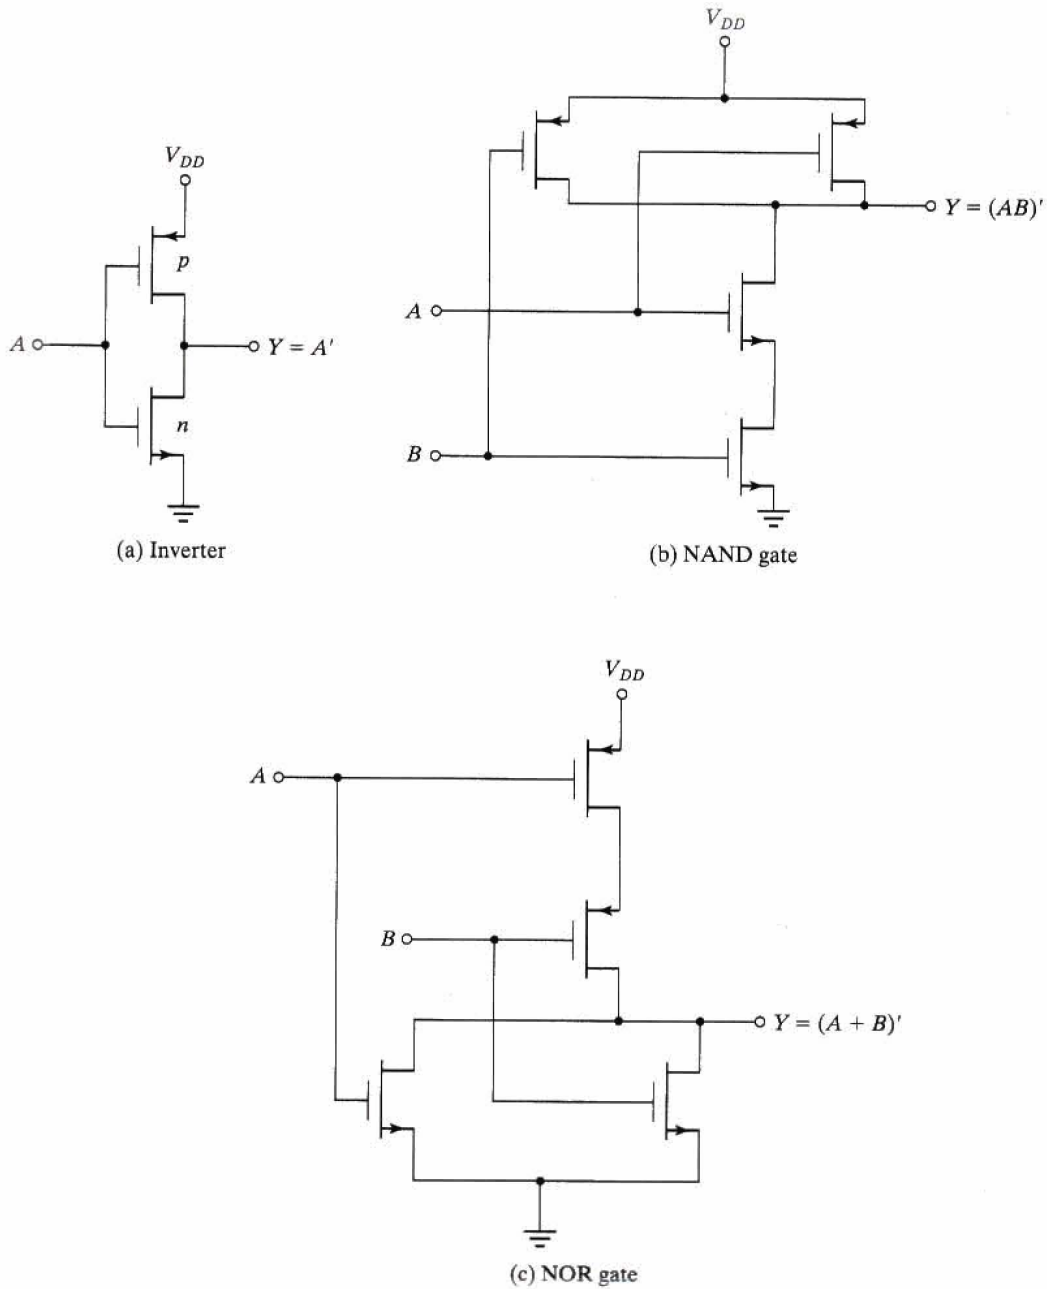 V_DD
p
A
Y = A′
n
(a) Inverter
V_DD
Y = (AB)′
A
B
(b) NAND gate
V_DD
A
B
Y = (A + B)′
(c) NOR gate